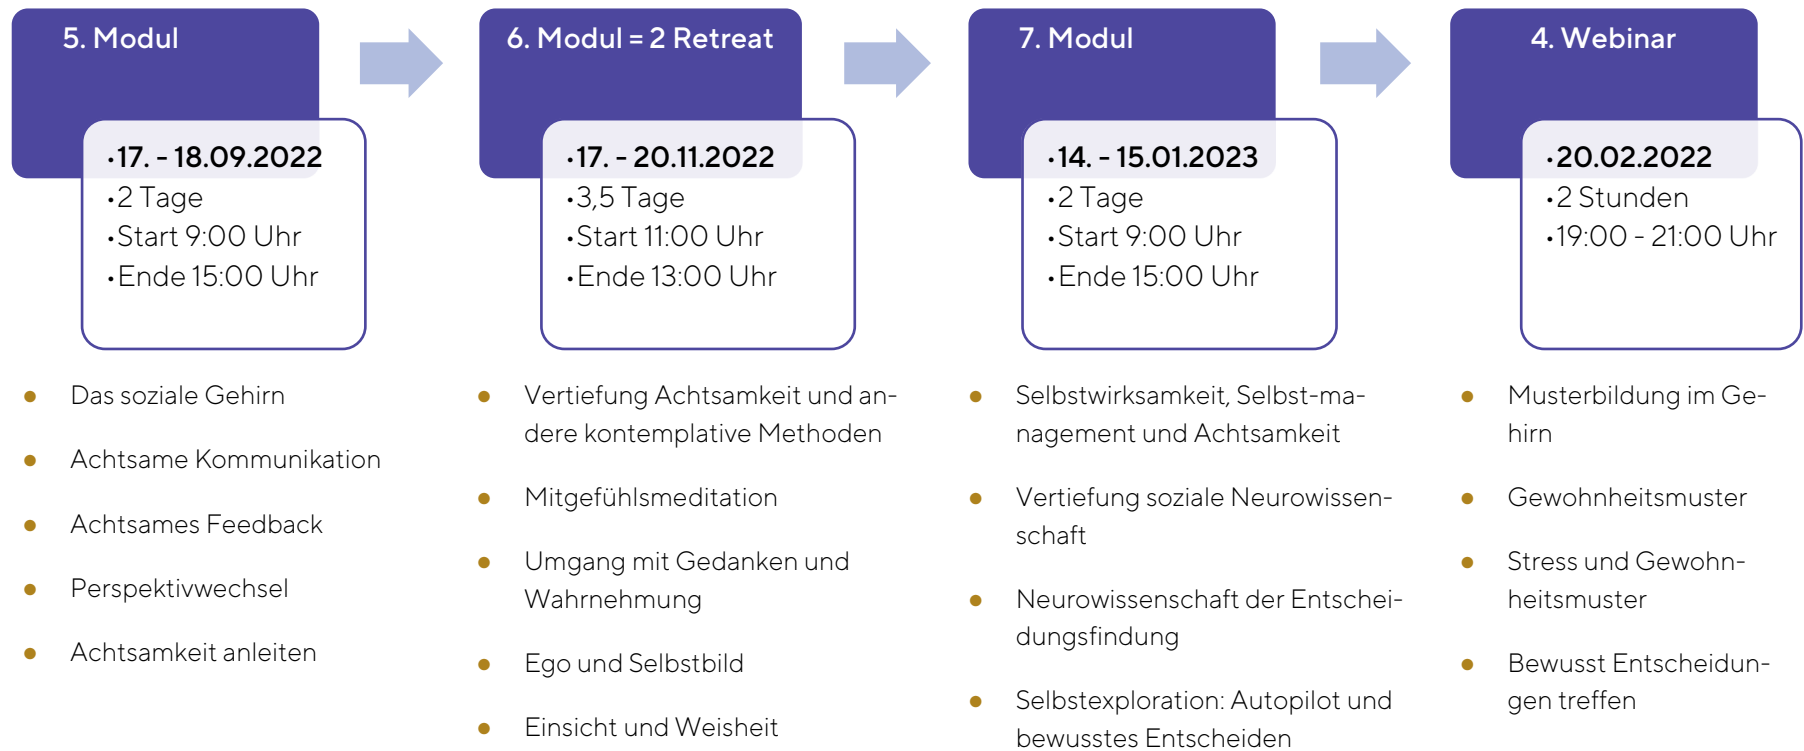 5. Modul
•17. - 18.09.2022
•2 Tage
•Start 9:00 Uhr
•Ende 15:00 Uhr
● Das soziale Gehirn
● Achtsame Kommunikation
● Achtsames Feedback
● Perspektivwechsel
● Achtsamkeit anleiten
6. Modul = 2 Retreat
•17. - 20.11.2022
•3,5 Tage
•Start 11:00 Uhr
•Ende 13:00 Uhr
● Vertiefung Achtsamkeit und an-
dere kontemplative Methoden
● Mitgefühlsmeditation
● Umgang mit Gedanken und
Wahrnehmung
● Ego und Selbstbild
● Einsicht und Weisheit
7. Modul
•14. - 15.01.2023
•2 Tage
•Start 9:00 Uhr
•Ende 15:00 Uhr
● Selbstwirksamkeit, Selbst-ma-
nagement und Achtsamkeit
● Vertiefung soziale Neurowissen-
schaft
● Neurowissenschaft der Entschei-
dungsfindung
● Selbstexploration: Autopilot und
bewusstes Entscheiden
4. Webinar
•20.02.2022
•2 Stunden
•19:00 - 21:00 Uhr
● Musterbildung im Ge-
hirn
● Gewohnheitsmuster
● Stress und Gewohn-
heitsmuster
● Bewusst Entscheidun-
gen treffen